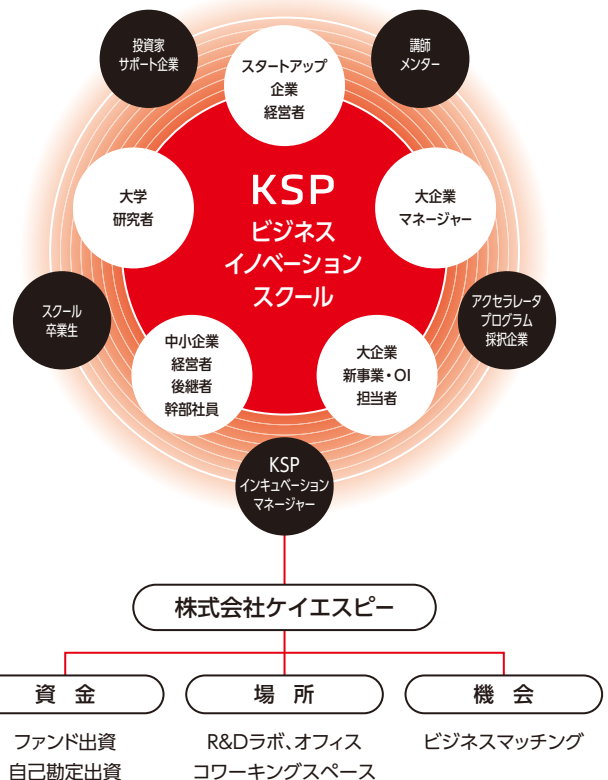 投資家
サポート企業
講師
メンター
スタートアップ
企業
経営者
大学
研究者
KSP
ビジネス
イノベーション
スクール
大企業
マネージャー
スクール
卒業生
アクセラレータ
プログラム
採択企業
中小企業
経営者
後継者
幹部社員
大企業
新事業・OI
担当者
KSP
インキュベーション
マネージャー
株式会社ケイエスピー
資 金
場 所
機 会
ファンド出資
自己勘定出資
R&Dラボ、オフィス
コワーキングスペース
ビジネスマッチング